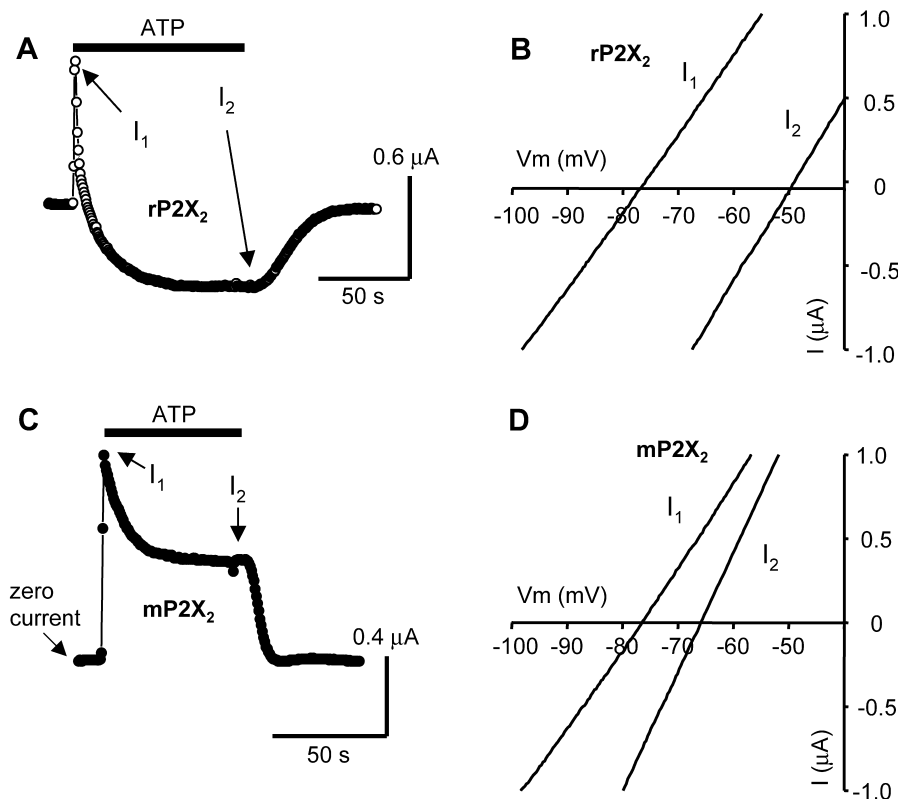 A
ATP
I₁
I₂
rP2X₂
0.6 μA
50 s
B
rP2X₂
I₁
I₂
1.0
0.5
0
-0.5
-1.0
Vm (mV)
-100 -90 -80 -70 -60 -50
I (μA)
C
ATP
I₁
I₂
zero
current
mP2X₂
0.4 μA
50 s
D
mP2X₂
I₁
I₂
1.0
0.5
0
-0.5
-1.0
Vm (mV)
-100 -90 -80 -70 -60 -50
I (μA)